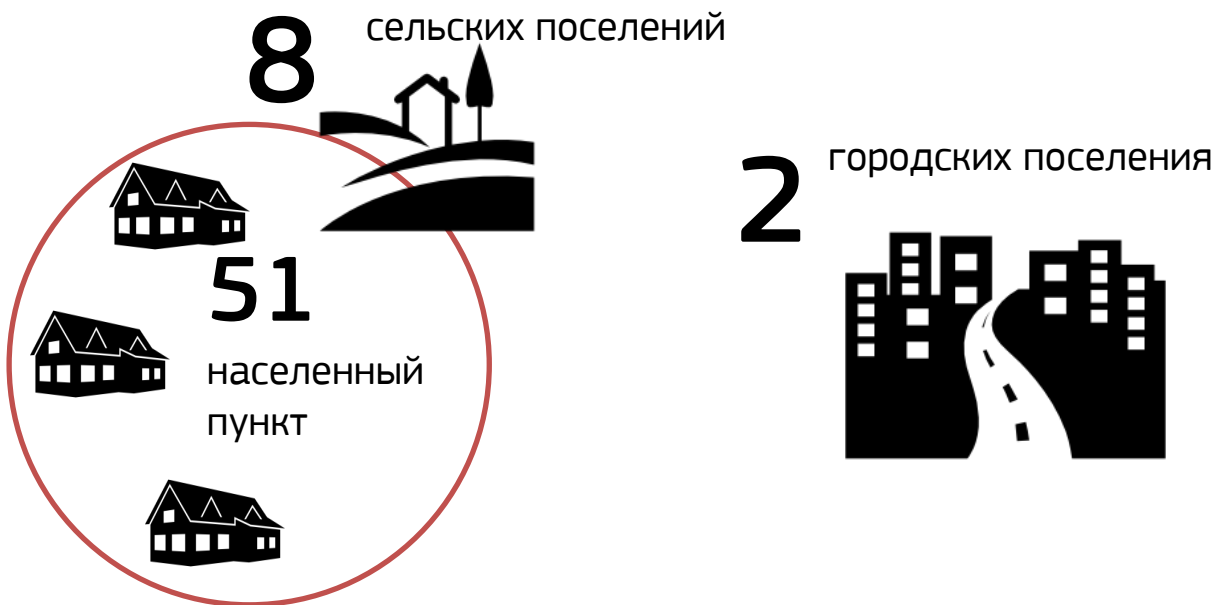 8 сельских поселений
2 городских поселения
51
населенный
пункт